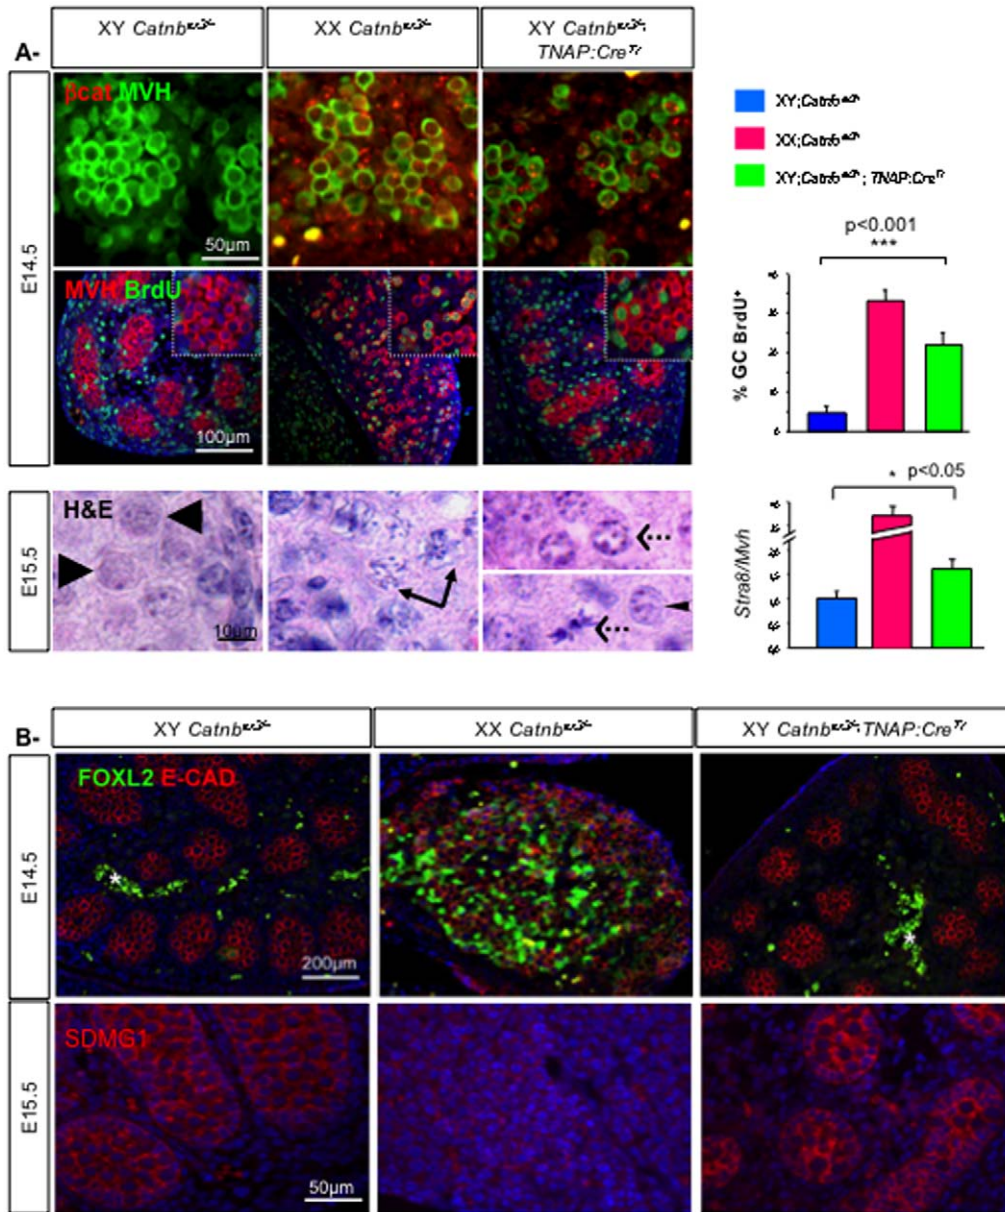 XY Catnb
XX Catnb
XY Catnb
TNAP:Cre
A-
βcat MVH
50µm
E14.5
MVH BrdU
100µm
H&E
10µm
E15.5
XY;Catnb
XX;Catnb
XY;Catnb ; TNAP:Cre
p<0.001
***
% GC BrdU+
* p<0.05
Stra8/Mvh
B-
XY Catnb
XX Catnb
XY Catnb ;TNAP:Cre
FOXL2 E-CAD
*
*
200µm
E14.5
SDMG1
50µm
E15.5